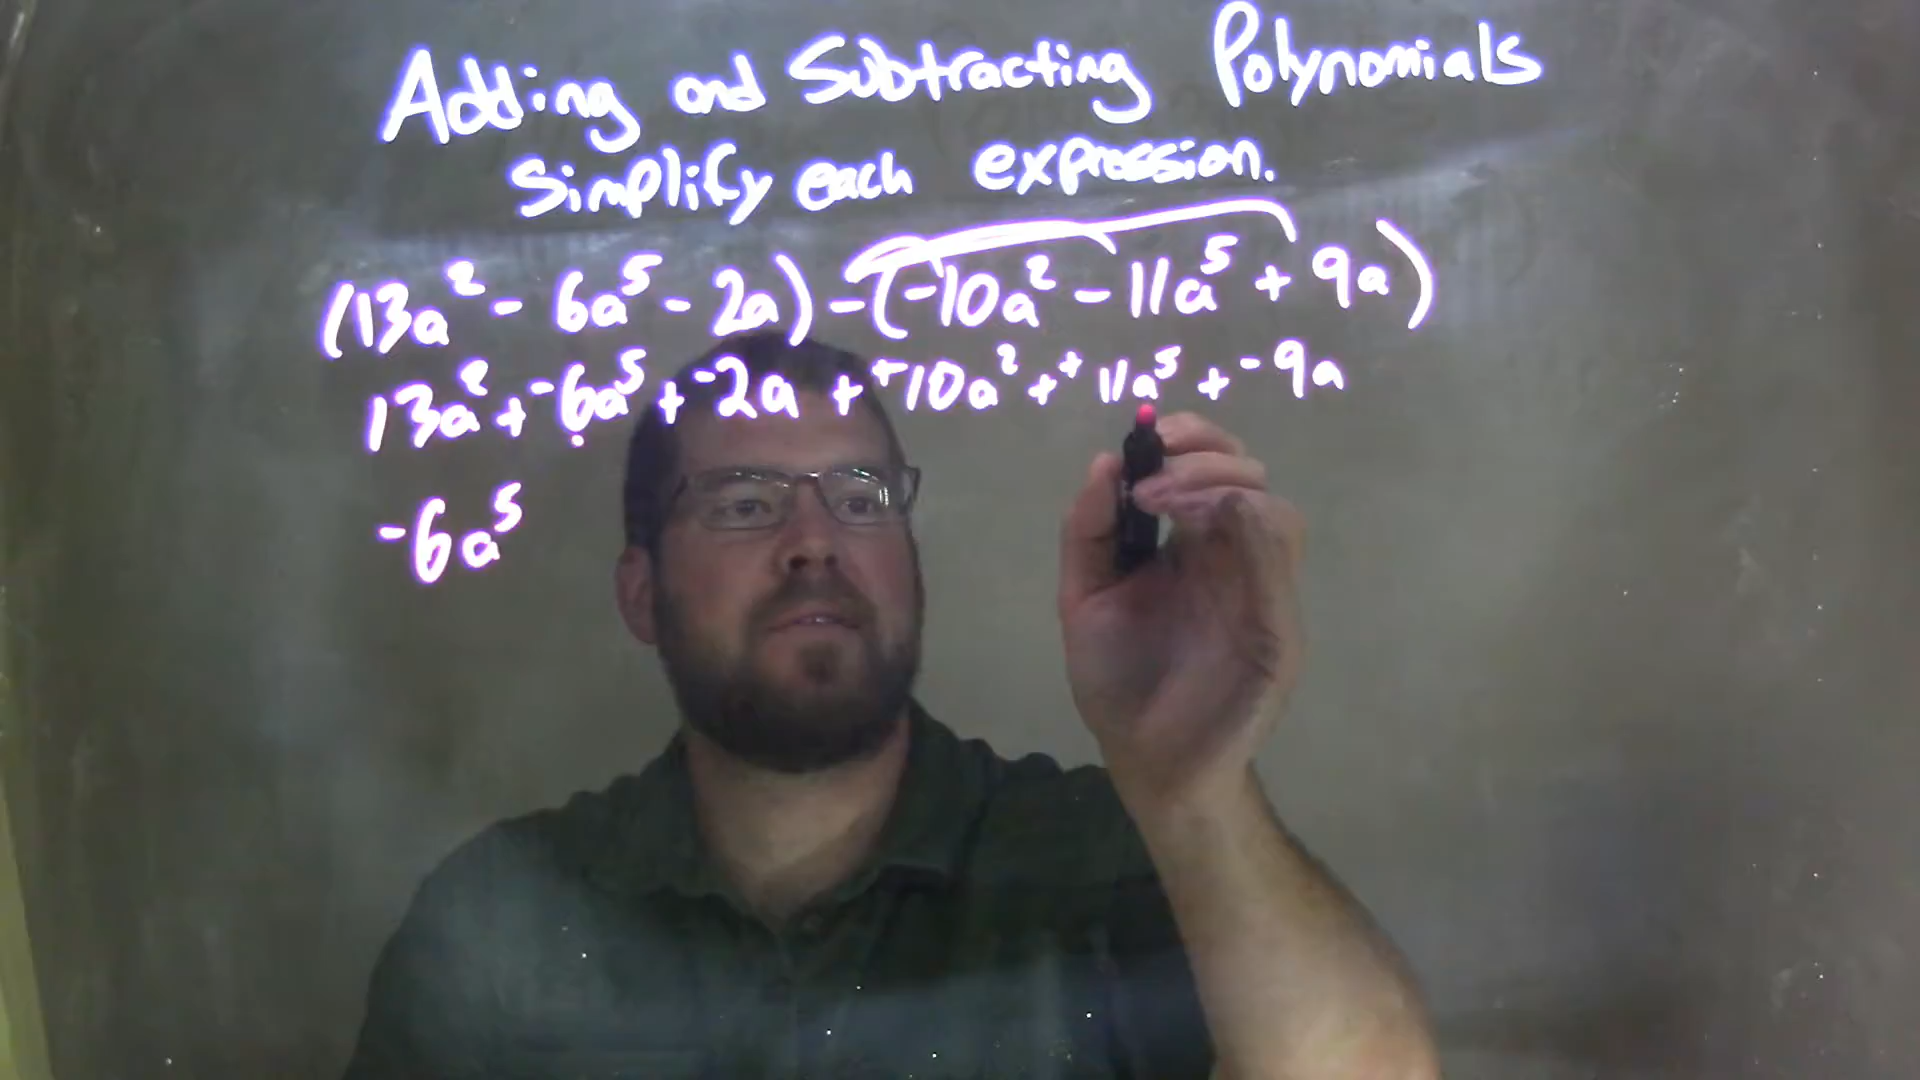 Adding and Subtracting Polynomials
Simplify each expression.
(13a² - 6a⁵ - 2a) - (-10a² - 11a⁵ + 9a)
13a² + ⁻6a⁵ + ⁻2a + ⁺10a² + ⁺11a⁵ + ⁻9a
⁻6a⁵